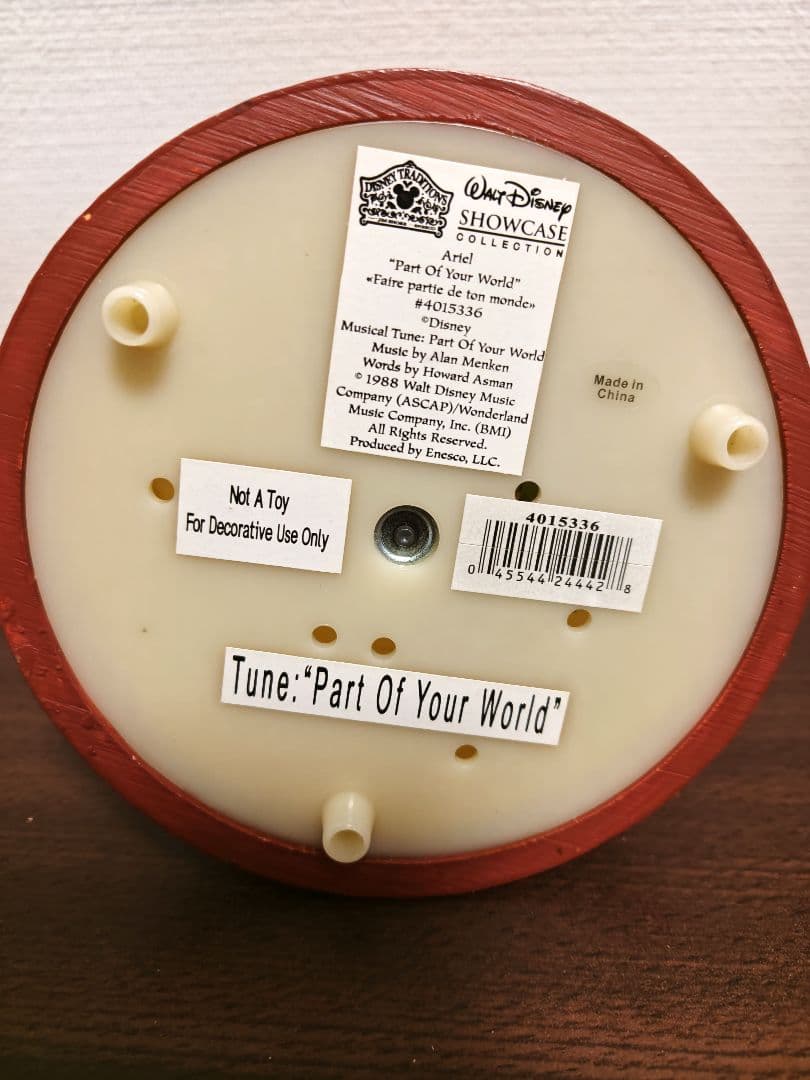 DISNEY TRADITIONS
WALT DISNEY
SHOWCASE
COLLECTION
Ariel
"Part Of Your World"
«Faire partie de ton monde»
#4015336
©Disney
Musical Tune: Part Of Your World
Music by Alan Menken
Words by Howard Asman
© 1988 Walt Disney Music
Company (ASCAP)/Wonderland
Music Company, Inc. (BMI)
All Rights Reserved.
Produced by Enesco, LLC.
Made in
China
Not A Toy
For Decorative Use Only
4015336
0 45544 24442 8
Tune:"Part Of Your World"